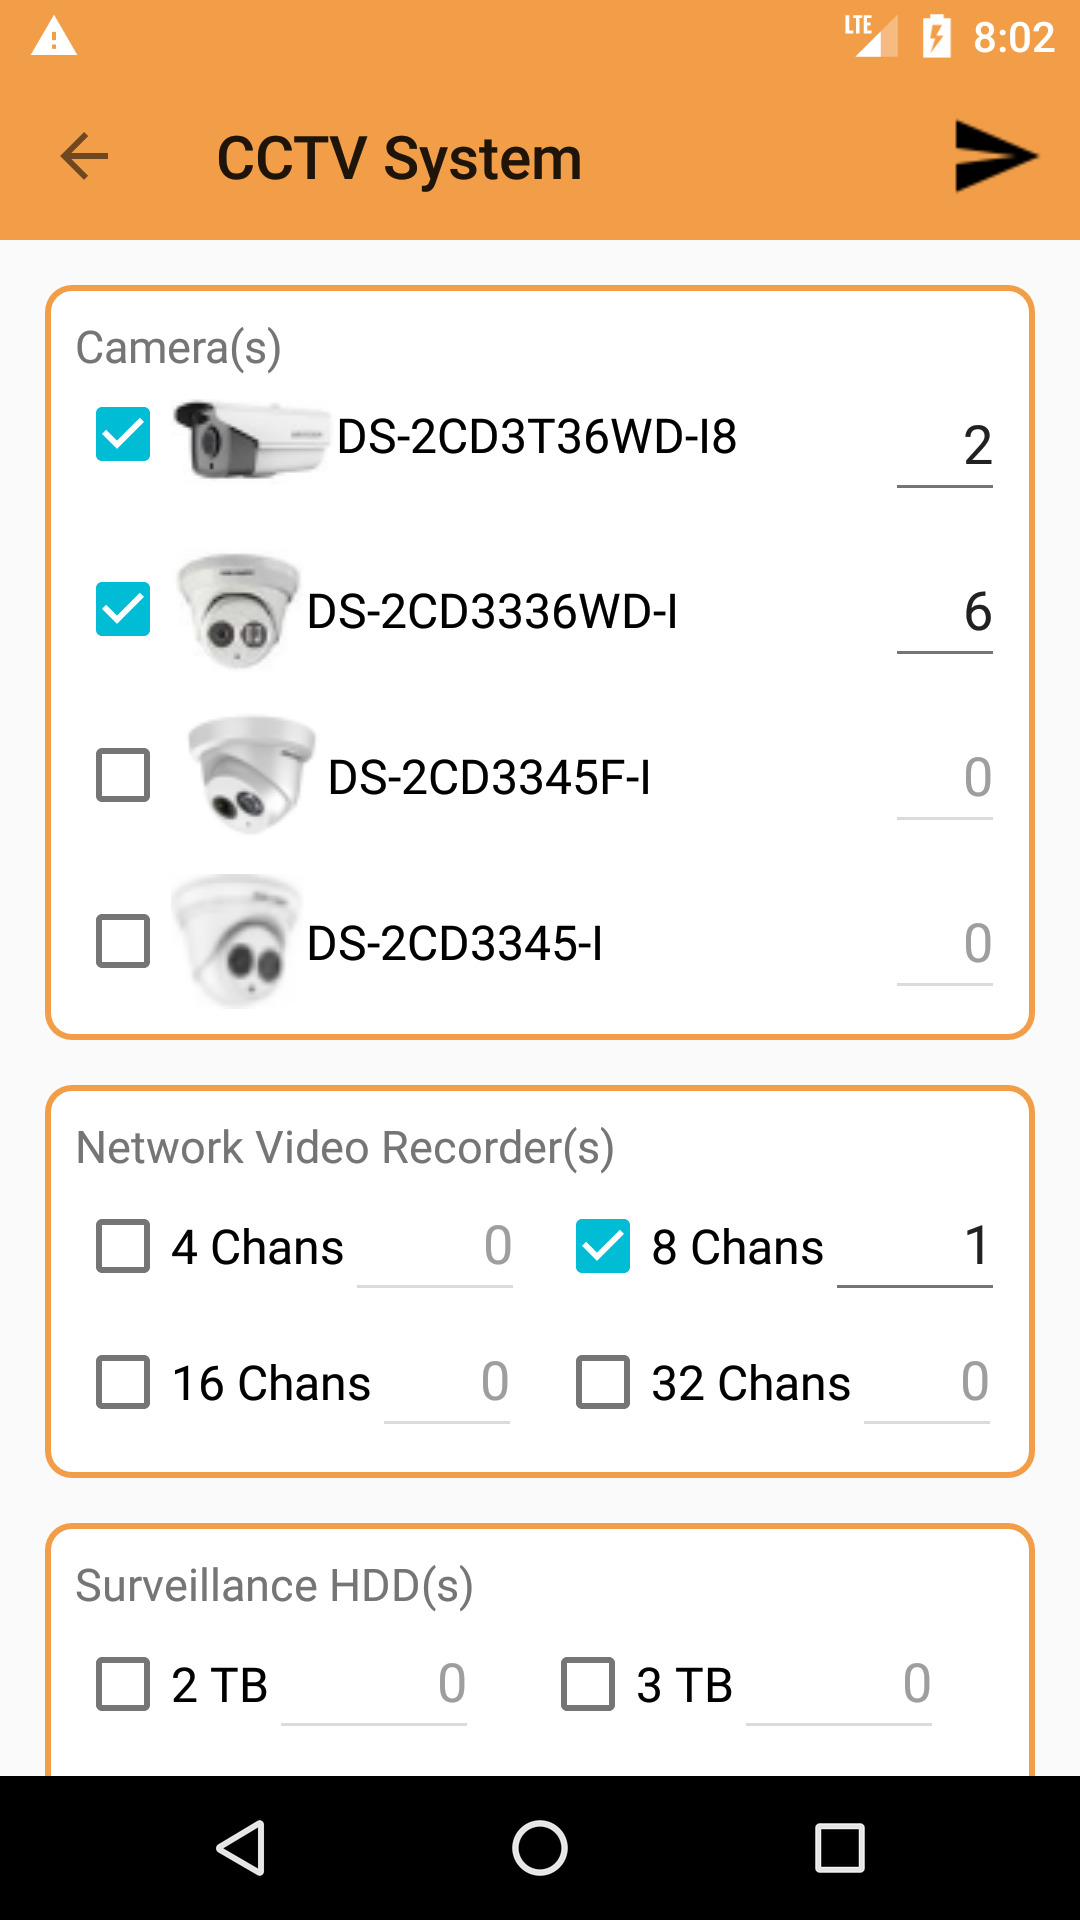 LTE 8:02
CCTV System
Camera(s)
DS-2CD3T36WD-I8 2
DS-2CD3336WD-I 6
DS-2CD3345F-I 0
DS-2CD3345-I 0
Network Video Recorder(s)
4 Chans 0 8 Chans 1
16 Chans 0 32 Chans 0
Surveillance HDD(s)
2 TB 0 3 TB 0